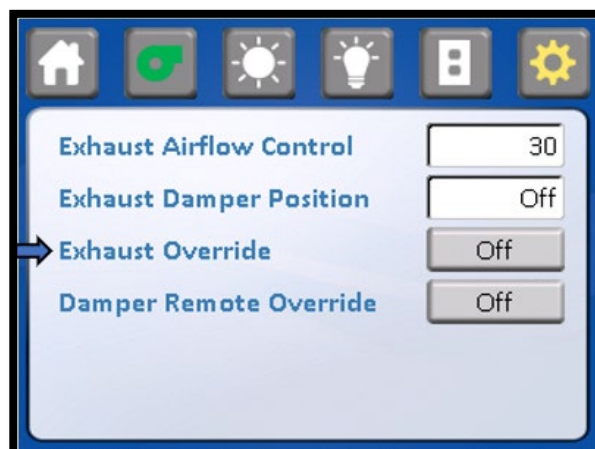 Exhaust Airflow Control 30
Exhaust Damper Position Off
Exhaust Override Off
Damper Remote Override Off